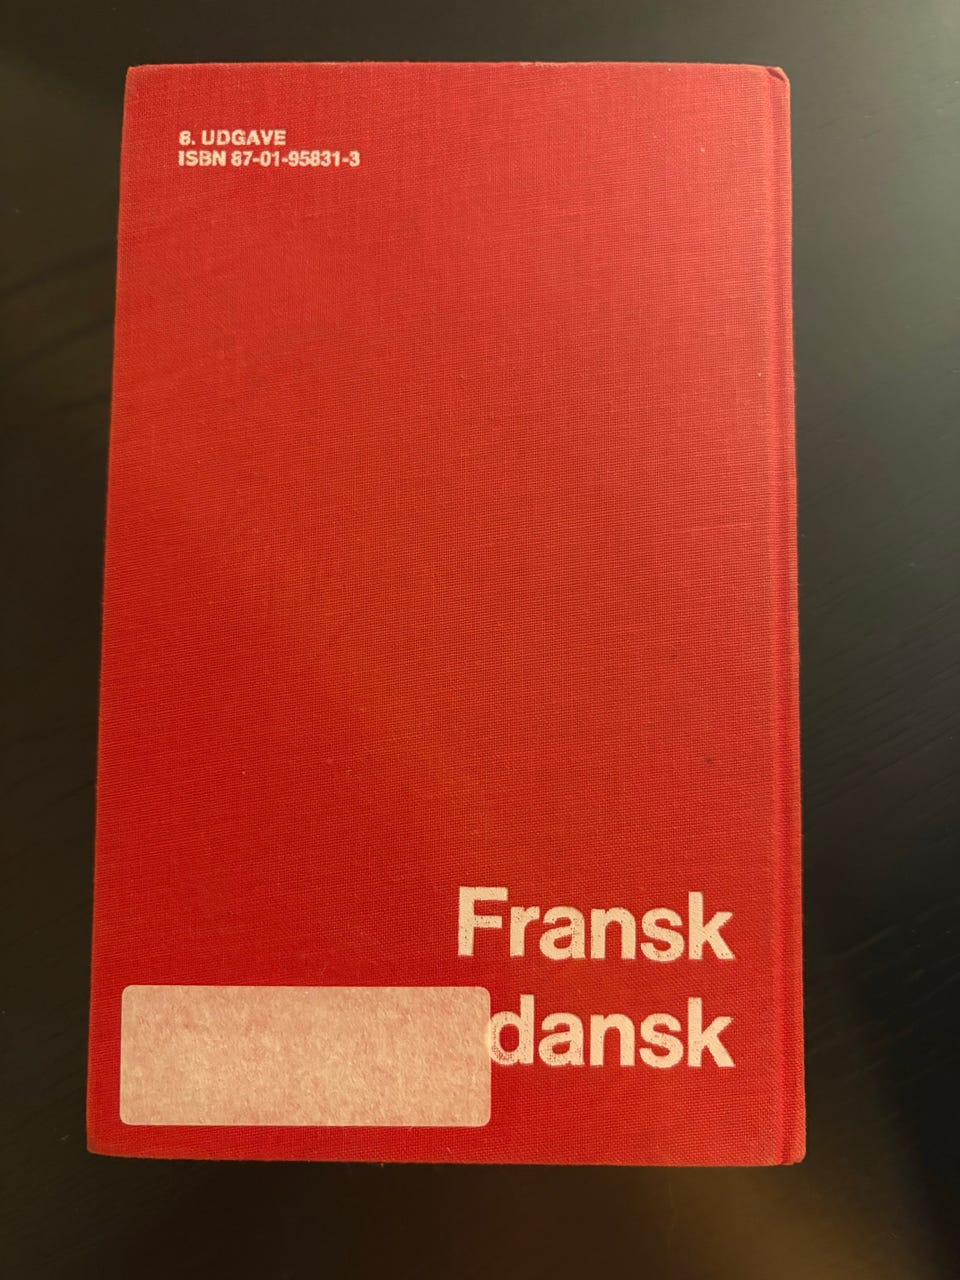 8. UDGAVE
ISBN 87-01-95831-3
Fransk
dansk